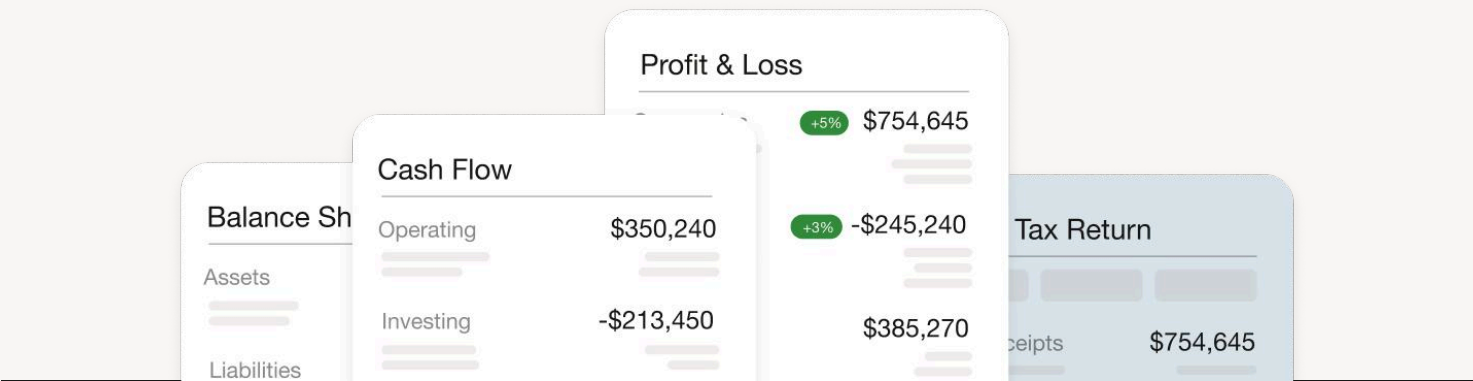 Profit & Loss
+5% $754,645
+3% -$245,240
$385,270
Cash Flow
Operating $350,240
Investing -$213,450
Balance Sh
Assets
Liabilities
Tax Return
ceipts $754,645